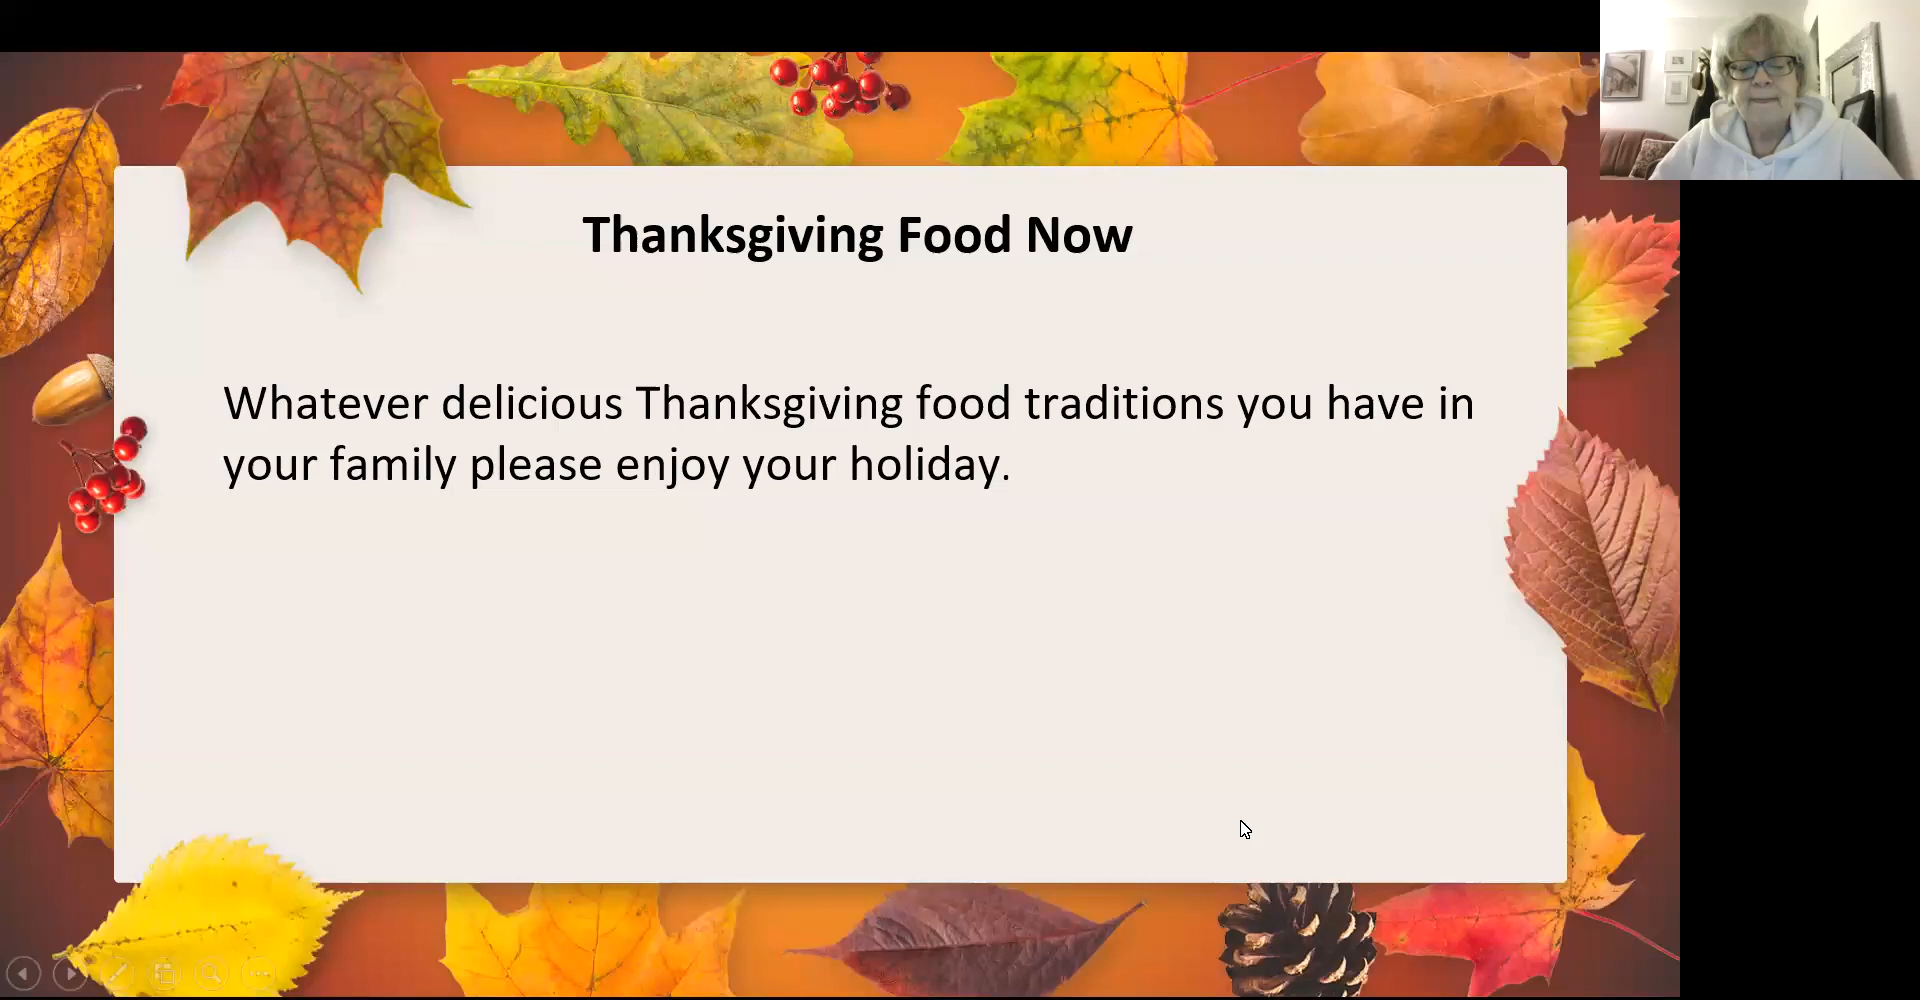 Thanksgiving Food Now
Whatever delicious Thanksgiving food traditions you have in
your family please enjoy your holiday.